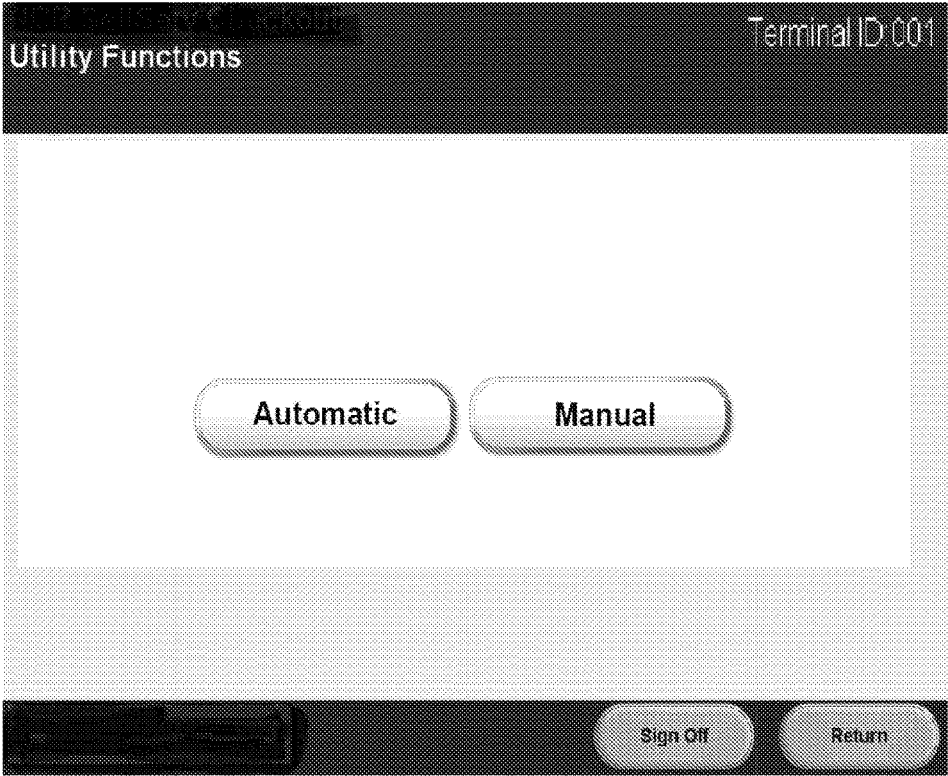 Utility Functions
Terminal ID:001
Automatic
Manual
Sign Off
Return